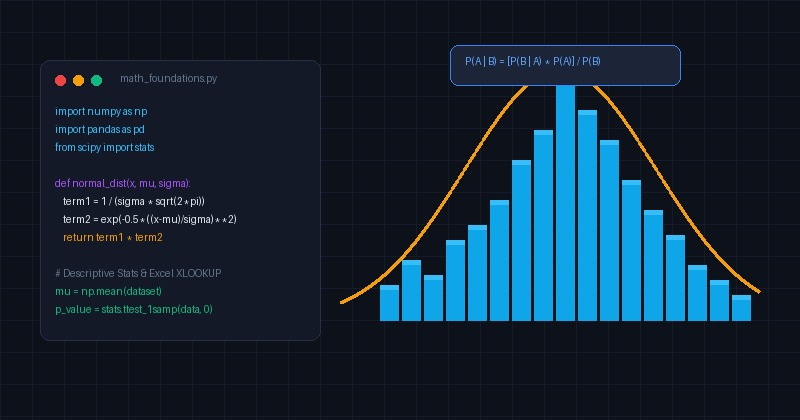 math_foundations.py
import numpy as np
import pandas as pd
from scipy import stats
def normal_dist(x, mu, sigma):
term1 = 1 / (sigma * sqrt(2*pi))
term2 = exp(-0.5*((x-mu)/sigma)**2)
return term1 * term2
# Descriptive Stats & Excel XLOOKUP
mu = np.mean(dataset)
p_value = stats.ttest_1samp(data, 0)
P(A | B) = [P(B | A) * P(A)] / P(B)